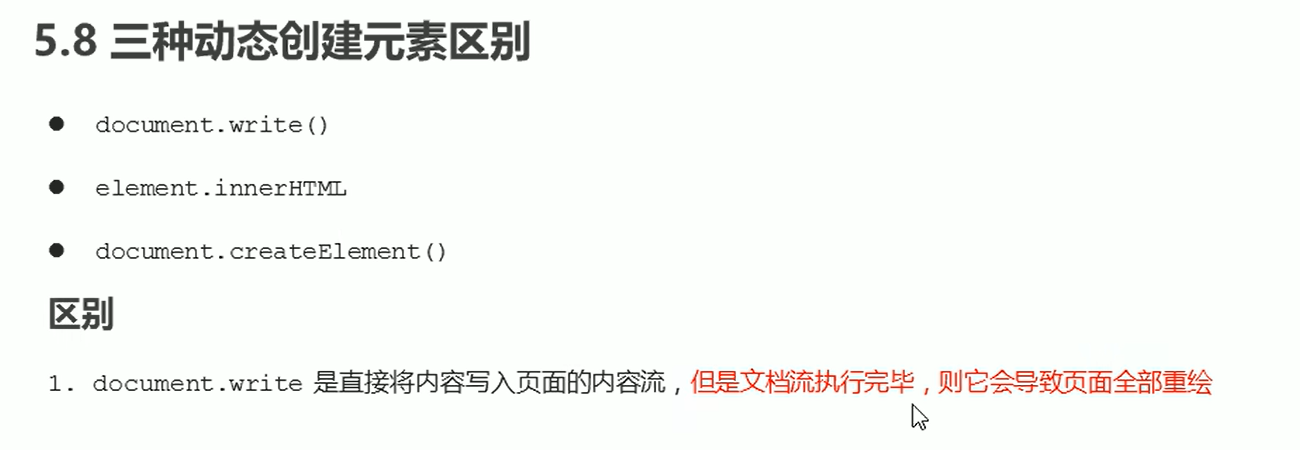 5.8 三种动态创建元素区别
● document.write()
● element.innerHTML
● document.createElement()
区别
1. document.write 是直接将内容写入页面的内容流，但是文档流执行完毕，则它会导致页面全部重绘